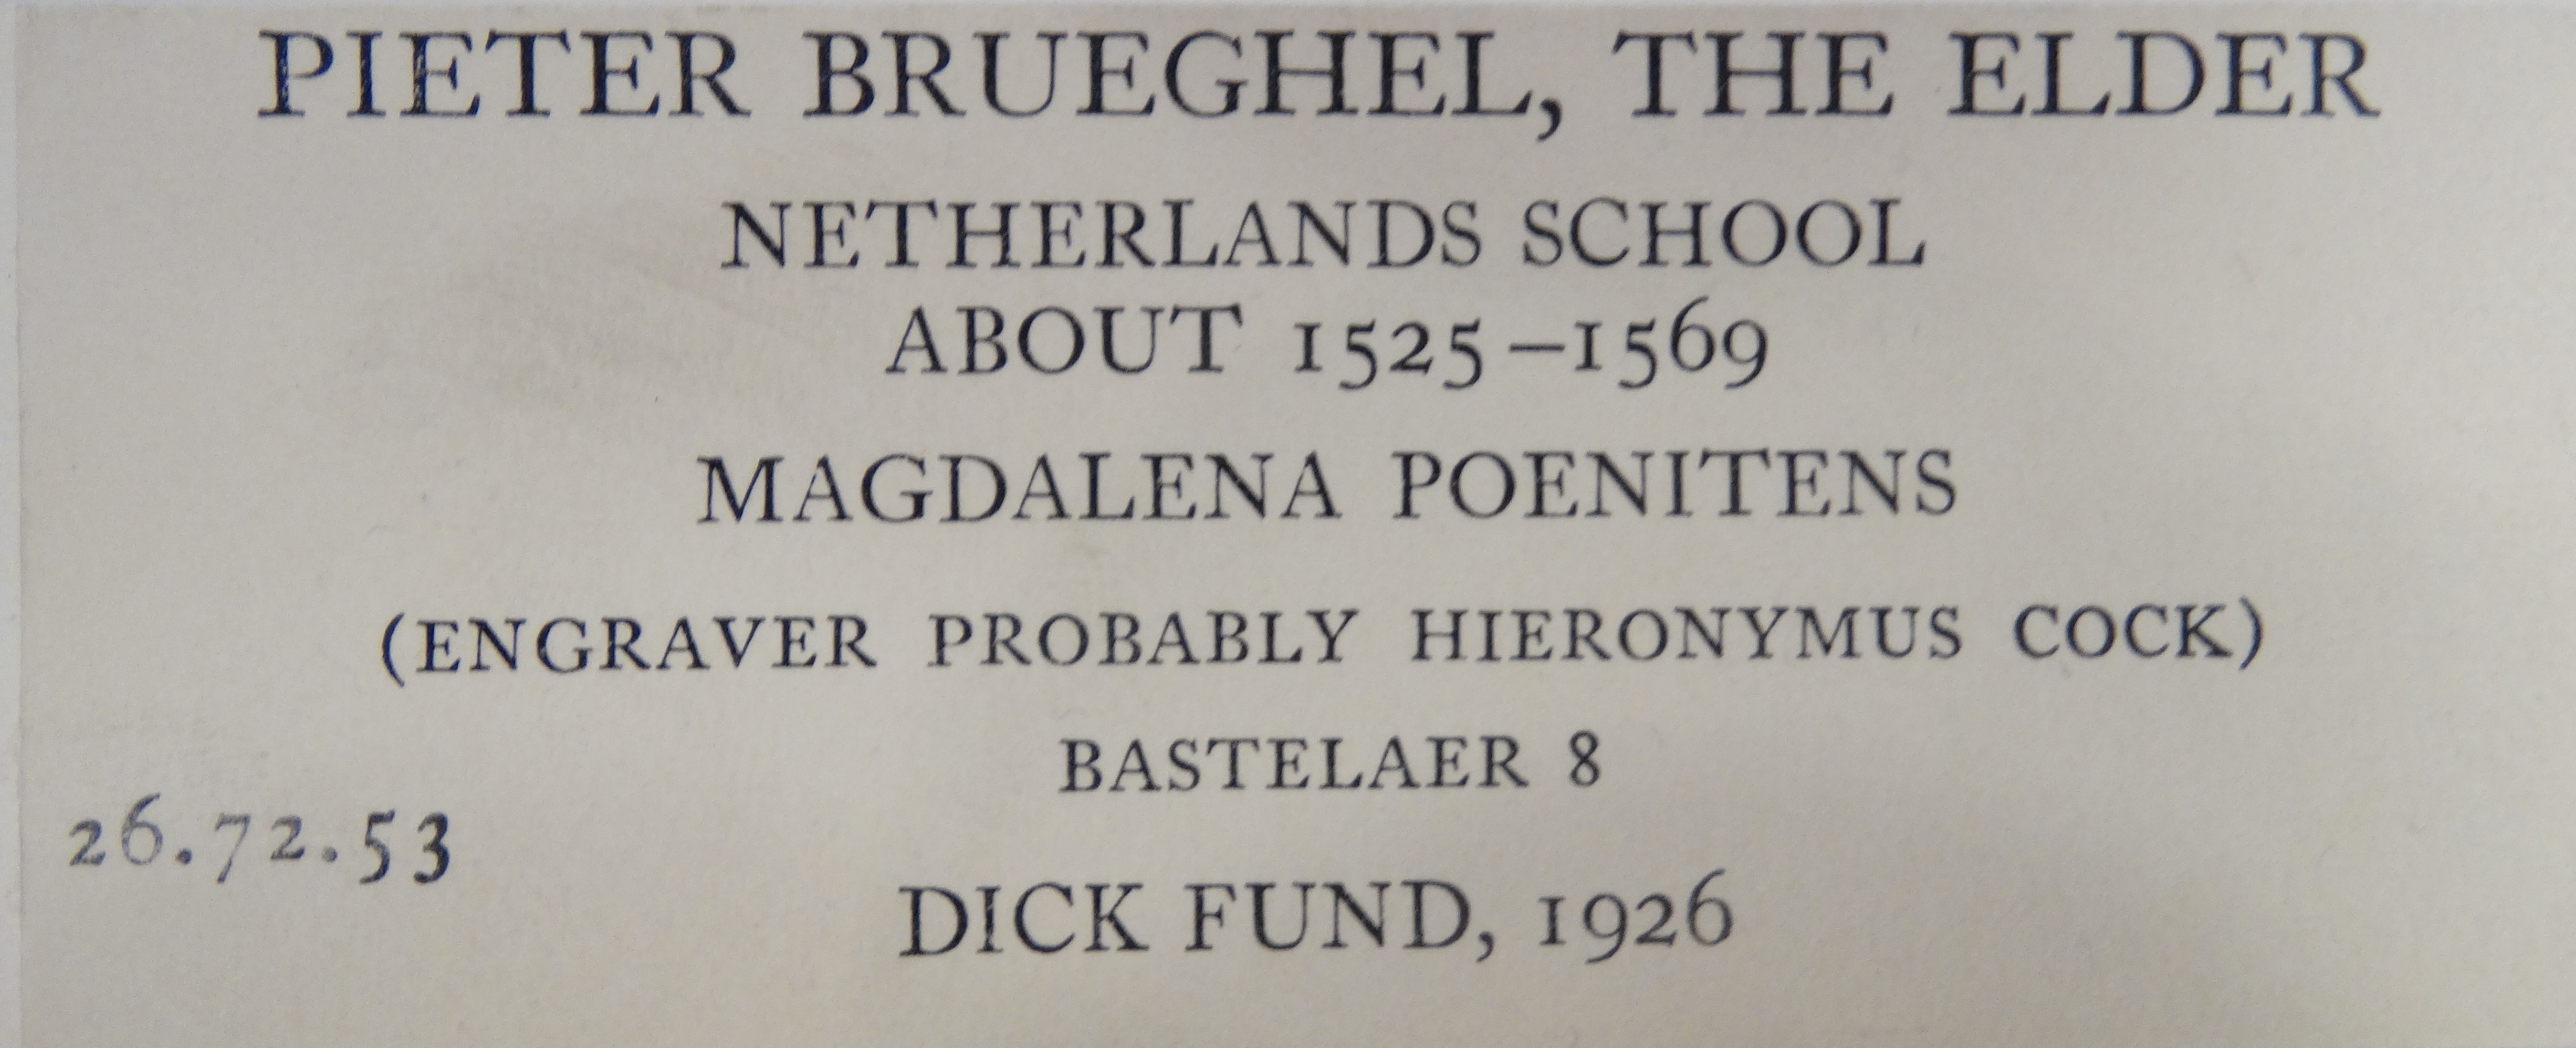 PIETER BRUEGHEL, THE ELDER
NETHERLANDS SCHOOL
ABOUT 1525–1569
MAGDALENA POENITENS
(ENGRAVER PROBABLY HIERONYMUS COCK)
BASTELAER 8
26.72.53
DICK FUND, 1926